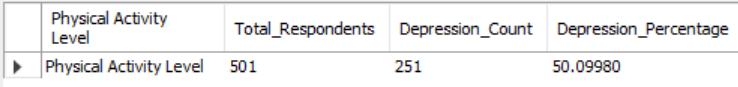 Physical Activity
Level Total_Respondents Depression_Count Depression_Percentage
Physical Activity Level 501 251 50.09980